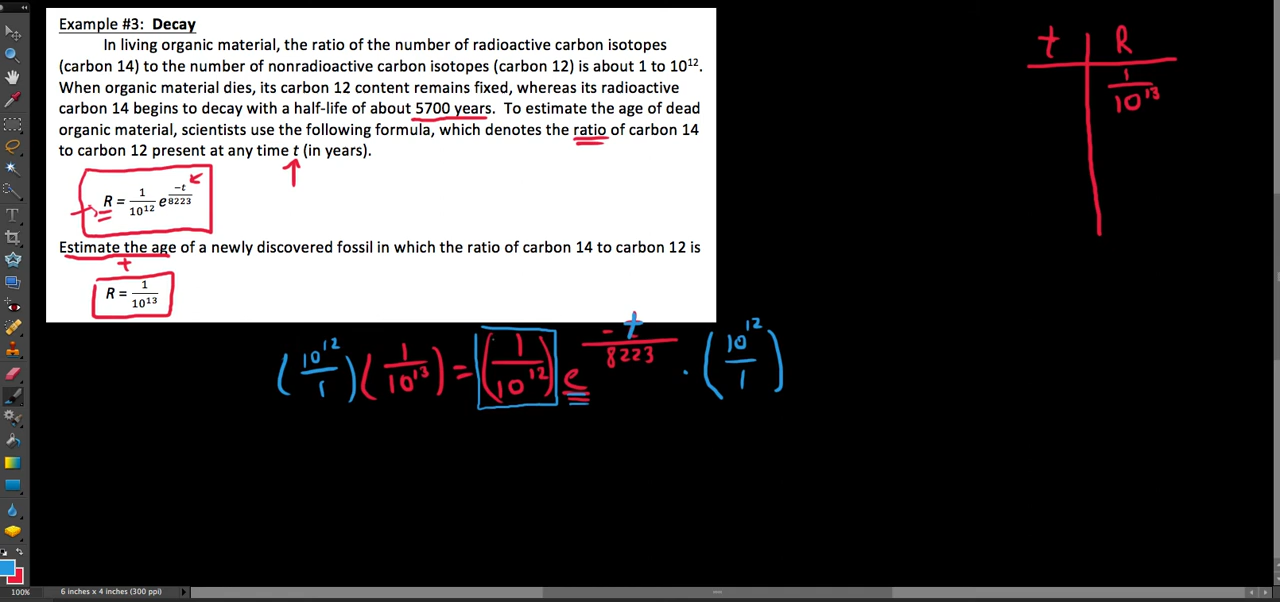 Example #3: Decay
In living organic material, the ratio of the number of radioactive carbon isotopes
(carbon 14) to the number of nonradioactive carbon isotopes (carbon 12) is about 1 to 10¹².
When organic material dies, its carbon 12 content remains fixed, whereas its radioactive
carbon 14 begins to decay with a half-life of about 5700 years. To estimate the age of dead
organic material, scientists use the following formula, which denotes the ratio of carbon 14
to carbon 12 present at any time t (in years).
R = 1/10¹² e^(-t/8223)
Estimate the age of a newly discovered fossil in which the ratio of carbon 14 to carbon 12 is
t
R = 1/10¹³
t | R
1/10¹³
(10¹²/1)(1/10¹³) = (1/10¹²) e^(-t/8223) · (10¹²/1)
T
100%
6 inches x 4 inches (300 ppi)